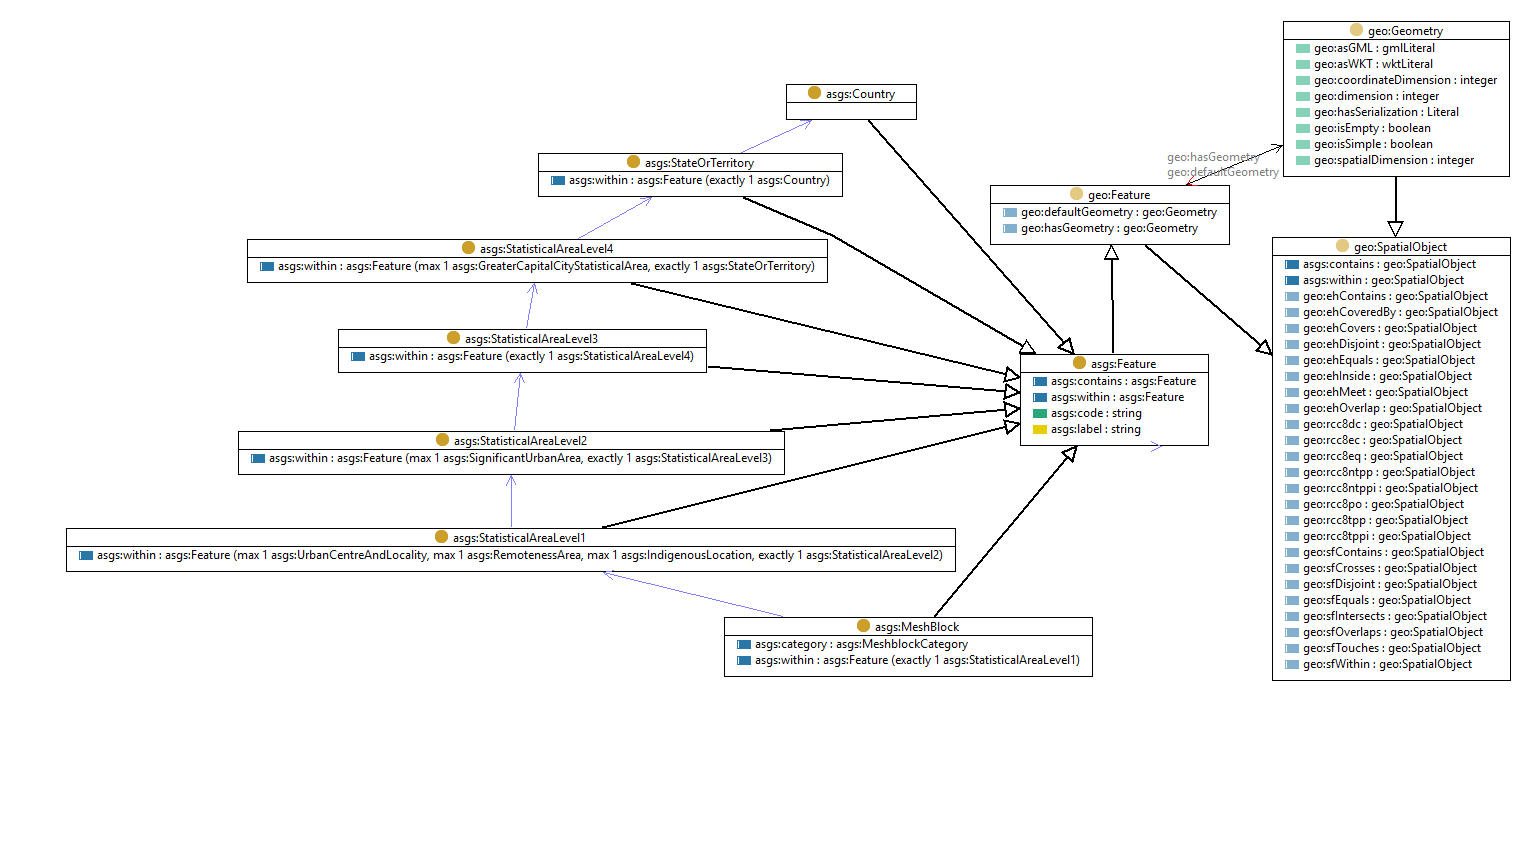 geo:Geometry
geo:asGML : gmlLiteral
geo:asWKT : wktLiteral
geo:coordinateDimension : integer
geo:dimension : integer
geo:hasSerialization : Literal
geo:isEmpty : boolean
geo:isSimple : boolean
geo:spatialDimension : integer
asgs:Country
asgs:StateOrTerritory
asgs:within : asgs:Feature (exactly 1 asgs:Country)
geo:hasGeometry
geo:defaultGeometry
geo:Feature
geo:defaultGeometry : geo:Geometry
geo:hasGeometry : geo:Geometry
asgs:StatisticalAreaLevel4
asgs:within : asgs:Feature (max 1 asgs:GreaterCapitalCityStatisticalArea, exactly 1 asgs:StateOrTerritory)
asgs:StatisticalAreaLevel3
asgs:within : asgs:Feature (exactly 1 asgs:StatisticalAreaLevel4)
asgs:Feature
asgs:contains : asgs:Feature
asgs:within : asgs:Feature
asgs:code : string
asgs:label : string
asgs:StatisticalAreaLevel2
asgs:within : asgs:Feature (max 1 asgs:SignificantUrbanArea, exactly 1 asgs:StatisticalAreaLevel3)
asgs:StatisticalAreaLevel1
asgs:within : asgs:Feature (max 1 asgs:UrbanCentreAndLocality, max 1 asgs:RemotenessArea, max 1 asgs:IndigenousLocation, exactly 1 asgs:StatisticalAreaLevel2)
asgs:MeshBlock
asgs:category : asgs:MeshblockCategory
asgs:within : asgs:Feature (exactly 1 asgs:StatisticalAreaLevel1)
geo:SpatialObject
asgs:contains : geo:SpatialObject
asgs:within : geo:SpatialObject
geo:ehContains : geo:SpatialObject
geo:ehCoveredBy : geo:SpatialObject
geo:ehCovers : geo:SpatialObject
geo:ehDisjoint : geo:SpatialObject
geo:ehEquals : geo:SpatialObject
geo:ehInside : geo:SpatialObject
geo:ehMeet : geo:SpatialObject
geo:ehOverlap : geo:SpatialObject
geo:rcc8dc : geo:SpatialObject
geo:rcc8ec : geo:SpatialObject
geo:rcc8eq : geo:SpatialObject
geo:rcc8ntpp : geo:SpatialObject
geo:rcc8ntppi : geo:SpatialObject
geo:rcc8po : geo:SpatialObject
geo:rcc8tpp : geo:SpatialObject
geo:rcc8tppi : geo:SpatialObject
geo:sfContains : geo:SpatialObject
geo:sfCrosses : geo:SpatialObject
geo:sfDisjoint : geo:SpatialObject
geo:sfEquals : geo:SpatialObject
geo:sfIntersects : geo:SpatialObject
geo:sfOverlaps : geo:SpatialObject
geo:sfTouches : geo:SpatialObject
geo:sfWithin : geo:SpatialObject